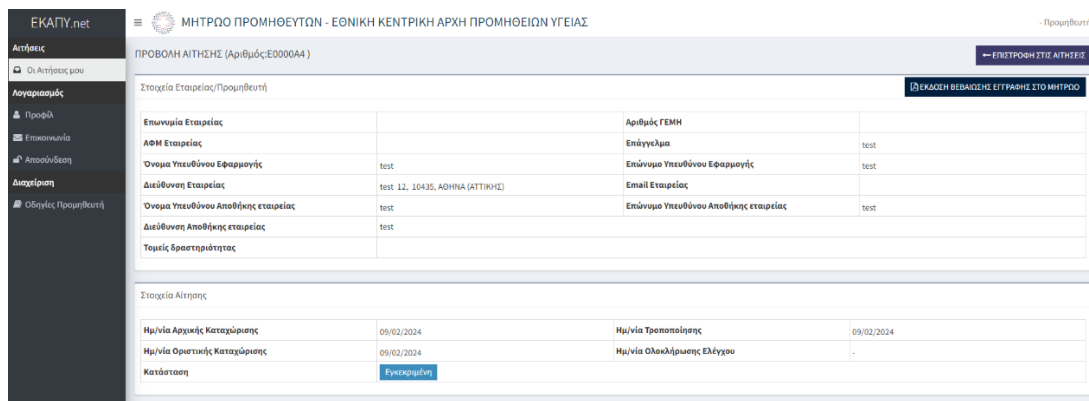 ΕΚΑΠΥ.net
Αιτήσεις
Οι Αιτήσεις μου
Λογαριασμός
Προφίλ
Επικοινωνία
Αποσύνδεση
Διαχείριση
Οδηγίες Προμηθευτή
ΜΗΤΡΩΟ ΠΡΟΜΗΘΕΥΤΩΝ - ΕΘΝΙΚΗ ΚΕΝΤΡΙΚΗ ΑΡΧΗ ΠΡΟΜΗΘΕΙΩΝ ΥΓΕΙΑΣ
- Προμηθευτή
ΠΡΟΒΟΛΗ ΑΙΤΗΣΗΣ (Αριθμός:E0000A4 )
←ΕΠΙΣΤΡΟΦΗ ΣΤΙΣ ΑΙΤΗΣΕΙΣ
Στοιχεία Εταιρείας/Προμηθευτή
ΕΚΔΟΣΗ ΒΕΒΑΙΩΣΗΣ ΕΓΓΡΑΦΗΣ ΣΤΟ ΜΗΤΡΩΟ
Επωνυμία Εταιρείας Αριθμός ΓΕΜΗ
ΑΦΜ Εταιρείας Επάγγελμα test
Όνομα Υπευθύνου Εφαρμογής test Επώνυμο Υπευθύνου Εφαρμογής test
Διεύθυνση Εταιρείας test 12, 10435, ΑΘΗΝΑ (ΑΤΤΙΚΗΣ) Email Εταιρείας
Όνομα Υπευθύνου Αποθήκης εταιρείας test Επώνυμο Υπευθύνου Αποθήκης εταιρείας test
Διεύθυνση Αποθήκης εταιρείας test
Τομείς δραστηριότητας
Στοιχεία Αίτησης
Ημ/νία Αρχικής Καταχώρισης 09/02/2024 Ημ/νία Τροποποίησης 09/02/2024
Ημ/νία Οριστικής Καταχώρισης 09/02/2024 Ημ/νία Ολοκλήρωσης Ελέγχου -
Κατάσταση Εγκεκριμένη